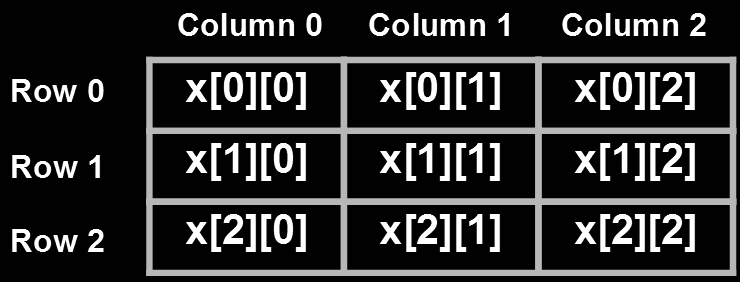 Column 0 Column 1 Column 2
Row 0 x[0][0] x[0][1] x[0][2]
Row 1 x[1][0] x[1][1] x[1][2]
Row 2 x[2][0] x[2][1] x[2][2]